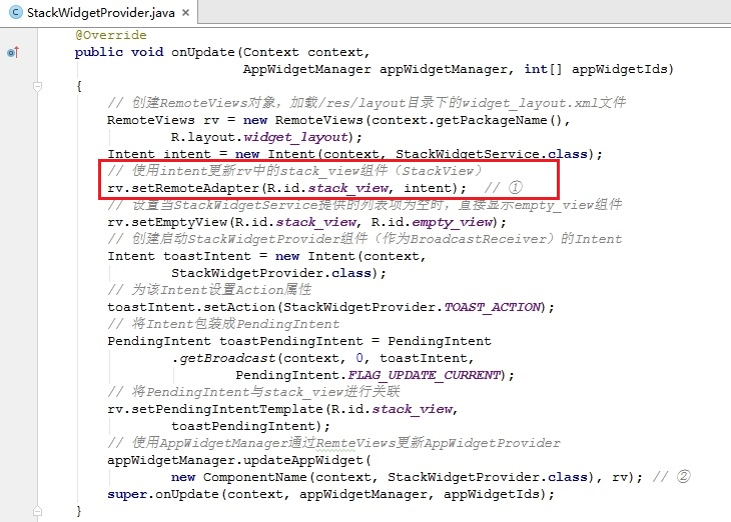 StackWidgetProvider.java ×
@Override
public void onUpdate(Context context,
AppWidgetManager appWidgetManager, int[] appWidgetIds)
{
// 创建RemoteViews对象，加载/res/layout目录下的widget_layout.xml文件
RemoteViews rv = new RemoteViews(context.getPackageName(),
R.layout.widget_layout);
Intent intent = new Intent(context, StackWidgetService.class);
// 使用intent更新rv中的stack_view组件（StackView）
rv.setRemoteAdapter(R.id.stack_view, intent); // ①
// 设置当StackWidgetService提供的列表项为空时，直接显示empty_view组件
rv.setEmptyView(R.id.stack_view, R.id.empty_view);
// 创建启动StackWidgetProvider组件（作为BroadcastReceiver）的Intent
Intent toastIntent = new Intent(context,
StackWidgetProvider.class);
// 为该Intent设置Action属性
toastIntent.setAction(StackWidgetProvider.TOAST_ACTION);
// 将Intent包装成PendingIntent
PendingIntent toastPendingIntent = PendingIntent
.getBroadcast(context, 0, toastIntent,
PendingIntent.FLAG_UPDATE_CURRENT);
// 将PendingIntent与stack_view进行关联
rv.setPendingIntentTemplate(R.id.stack_view,
toastPendingIntent);
// 使用AppWidgetManager通过RemteViews更新AppWidgetProvider
appWidgetManager.updateAppWidget(
new ComponentName(context, StackWidgetProvider.class), rv); // ②
super.onUpdate(context, appWidgetManager, appWidgetIds);
}